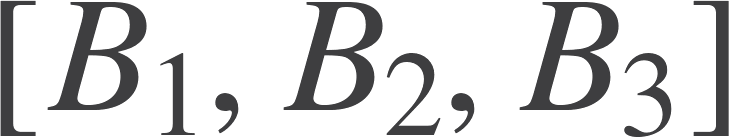 [B₁, B₂, B₃]